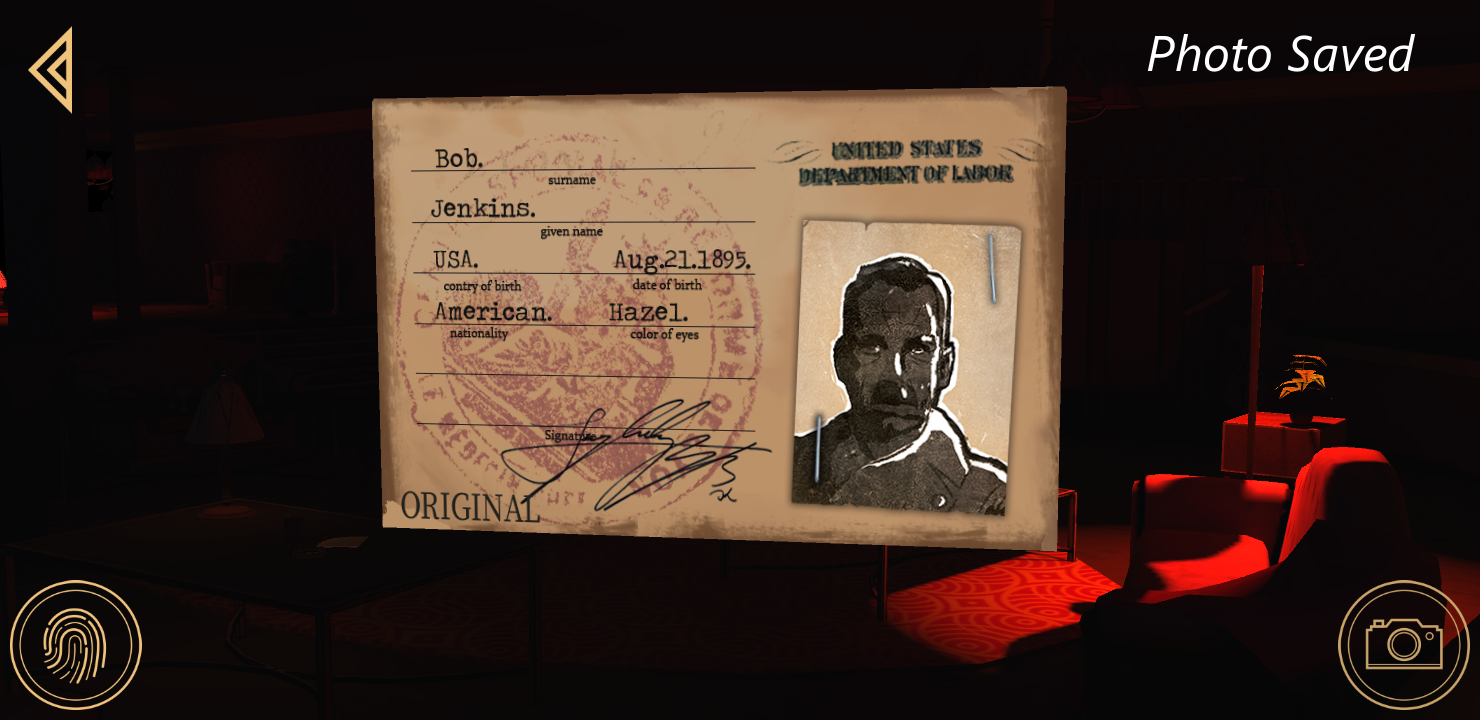 Photo Saved
Bob.
surname
Jenkins.
given name
USA. Aug.21.1895.
contry of birth date of birth
American. Hazel.
nationality color of eyes
Signature
ORIGINAL
UNITED STATES
DEPARTMENT OF LABOR